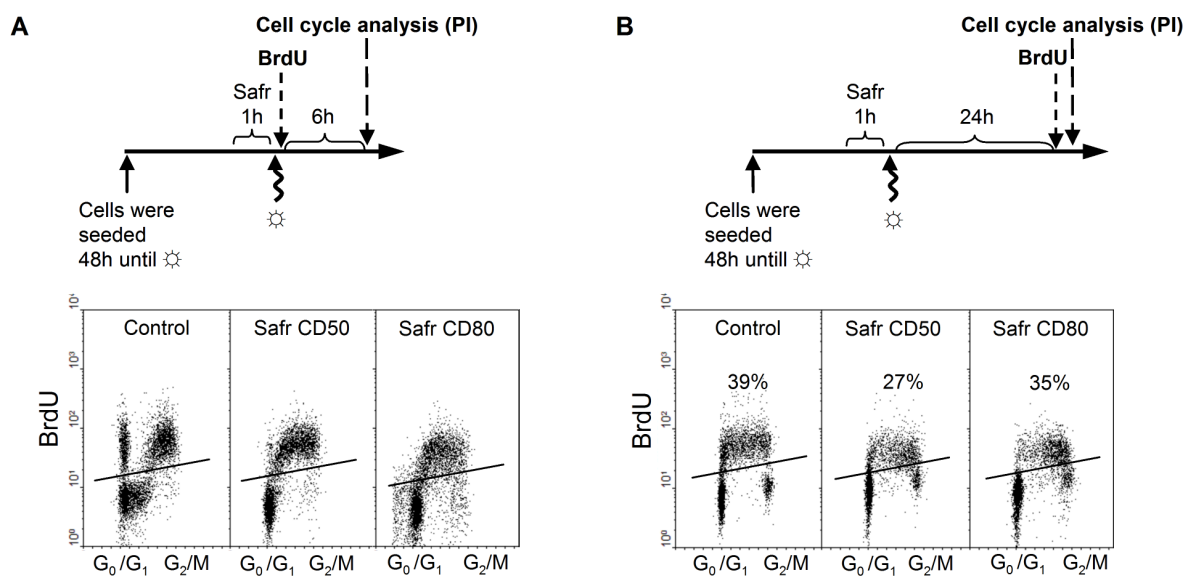 A
Cell cycle analysis (PI)
BrdU
Safr
1h
6h
Cells were
seeded
48h until
10⁴
10³
10²
10¹
10⁰
BrdU
Control
Safr CD50
Safr CD80
G₀/G₁ G₂/M
G₀/G₁ G₂/M
G₀/G₁ G₂/M
B
Cell cycle analysis (PI)
BrdU
Safr
1h
24h
Cells were
seeded
48h untill
10⁴
10³
10²
10¹
10⁰
BrdU
Control
39%
Safr CD50
27%
Safr CD80
35%
G₀/G₁ G₂/M
G₀/G₁ G₂/M
G₀/G₁ G₂/M